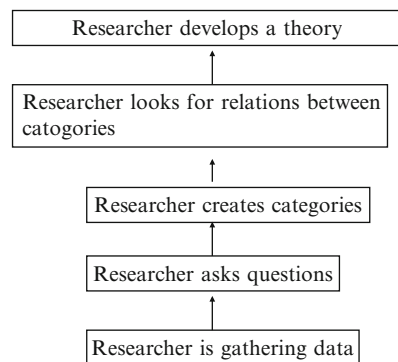 Researcher develops a theory
Researcher looks for relations between
catogories
Researcher creates categories
Researcher asks questions
Researcher is gathering data